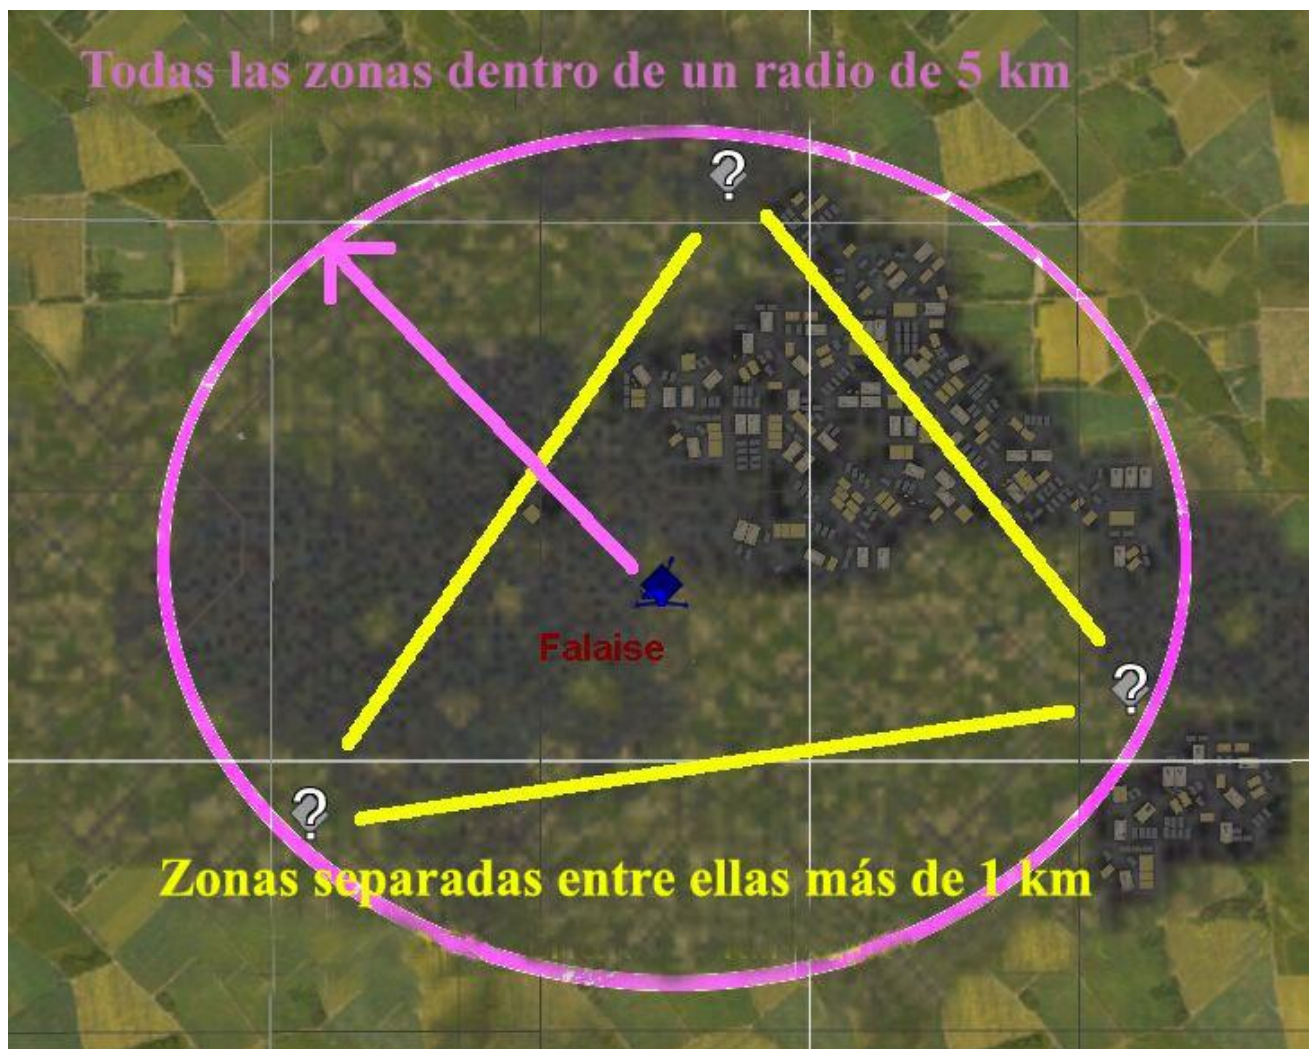 Todas las zonas dentro de un radio de 5 km
?
Falaise
?
?
Zonas separadas entre ellas más de 1 km